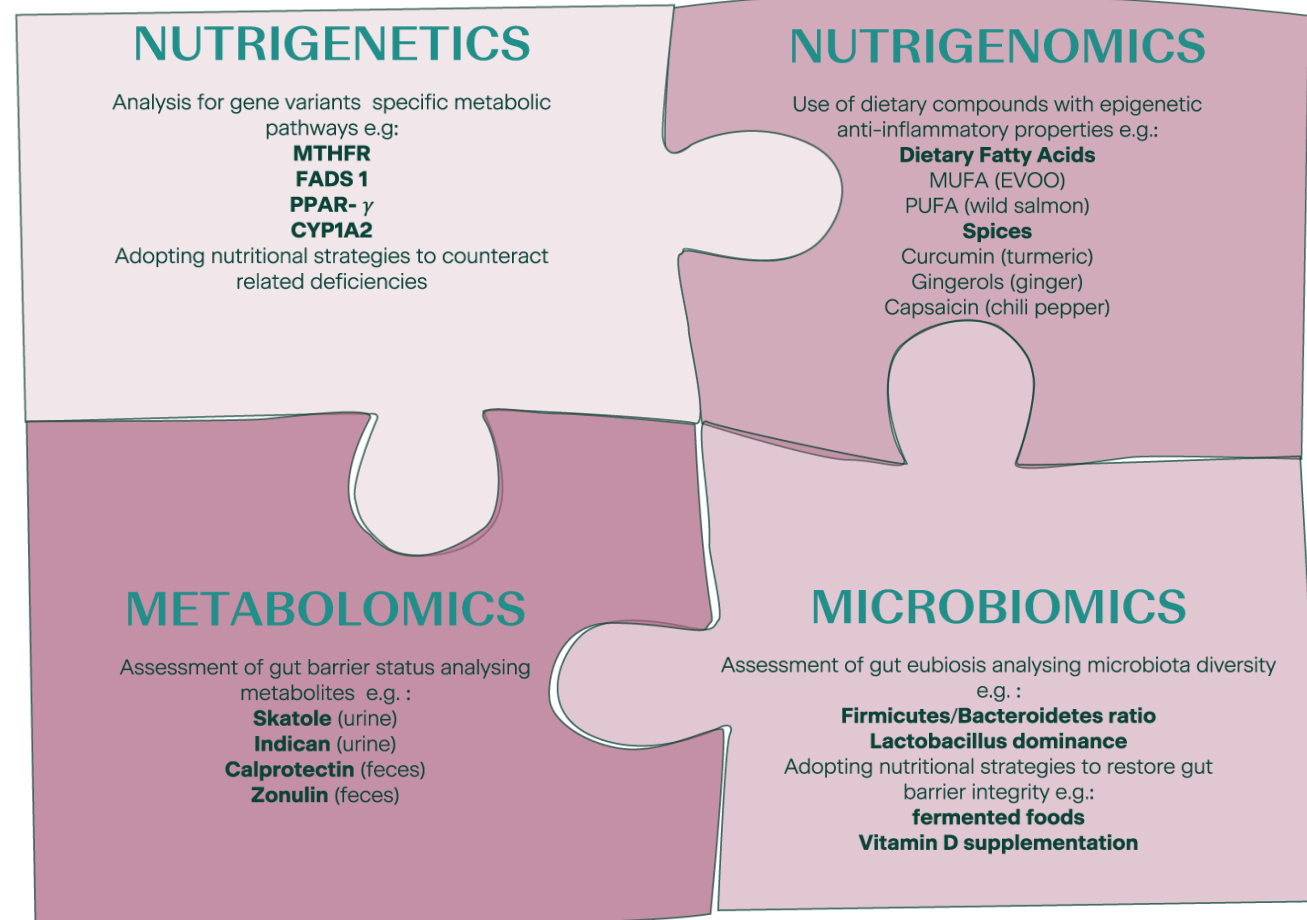 NUTRIGENETICS
Analysis for gene variants  specific metabolic
pathways e.g:
MTHFR
FADS 1
PPAR- γ
CYP1A2
Adopting nutritional strategies to counteract
related deficiencies
NUTRIGENOMICS
Use of dietary compounds with epigenetic
anti-inflammatory properties e.g.:
Dietary Fatty Acids
MUFA (EVOO)
PUFA (wild salmon)
Spices
Curcumin (turmeric)
Gingerols (ginger)
Capsaicin (chili pepper)
METABOLOMICS
Assessment of gut barrier status analysing
metabolites  e.g. :
Skatole (urine)
Indican (urine)
Calprotectin (feces)
Zonulin (feces)
MICROBIOMICS
Assessment of gut eubiosis analysing microbiota diversity
e.g. :
Firmicutes/Bacteroidetes ratio
Lactobacillus dominance
Adopting nutritional strategies to restore gut
barrier integrity e.g.:
fermented foods
Vitamin D supplementation